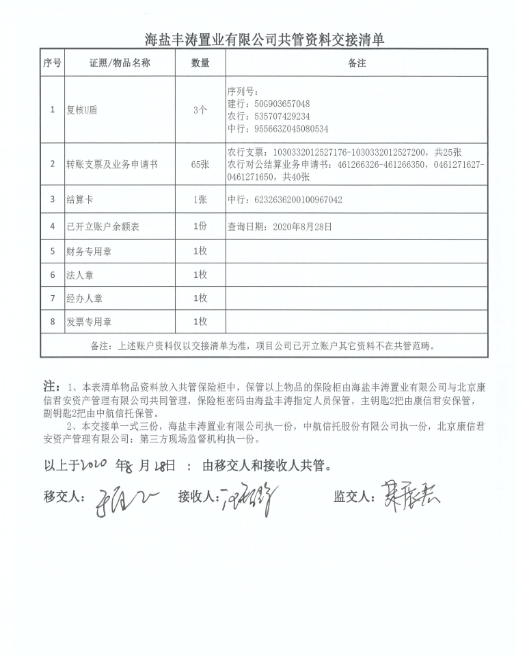 海盐丰涛置业有限公司共管资料交接清单
序号 证照/物品名称 数量 备注
1 复核U盾 3个
序列号:
建行: 50G903657048
农行: 535707429234
中行: 955663Z045080534
2 转账支票及业务申请书 65张
农行支票: 1030332012527176-1030332012527200, 共25张
农行对公结算业务申请书: 461266326-461266350, 0461271627-
0461271650, 共40张
3 结算卡 1张 中行: 6232636200100967042
4 已开立账户余额表 1份 查询日期: 2020年8月28日
5 财务专用章 1枚
6 法人章 1枚
7 经办人章 1枚
8 发票专用章 1枚
备注: 上述账户资料仅以交接清单为准, 项目公司已开立账户其它资料不在共管范畴。
注: 1、本表清单物品资料放入共管保险柜中, 保管以上物品的保险柜由海盐丰涛置业有限公司与北京康
信君安资产管理有限公司共同管理, 保险柜密码由海盐丰涛指定人员保管, 主钥匙2把由康信君安保管,
副钥匙2把由中航信托保管。
2、本交接单一式三份, 海盐丰涛置业有限公司执一份, 中航信托股份有限公司执一份, 北京康信君
安资产管理有限公司: 第三方现场监督机构执一份。
以上于2020 年8 月 28日 : 由移交人和接收人共管。
移交人: 接收人: 监交人: